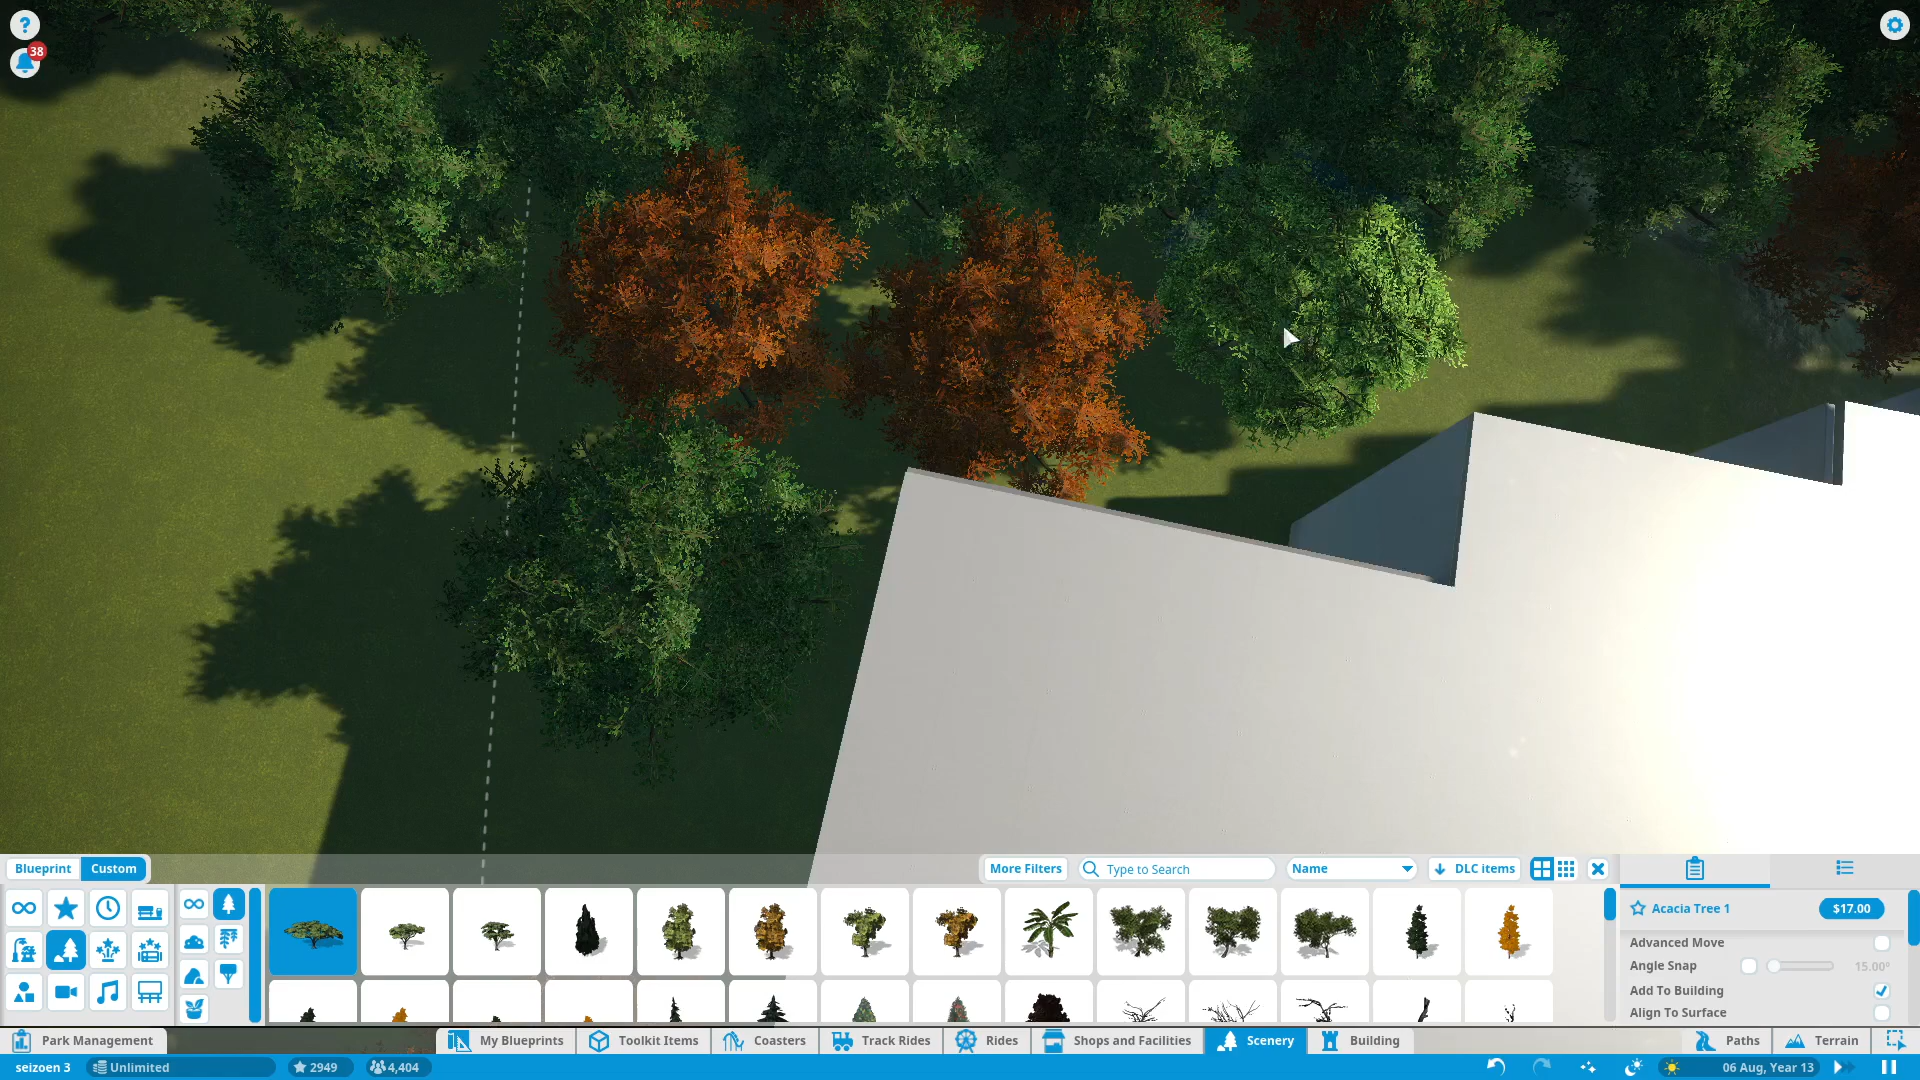 ?
38
Blueprint
Custom
More Filters
Type to Search
Name
DLC items
Acacia Tree 1
$17.00
Advanced Move
Angle Snap
15.00°
Add To Building
Align To Surface
Park Management
My Blueprints
Toolkit Items
Coasters
Track Rides
Rides
Shops and Facilities
Scenery
Building
Paths
Terrain
seizoen 3
Unlimited
2949
4,404
06 Aug, Year 13